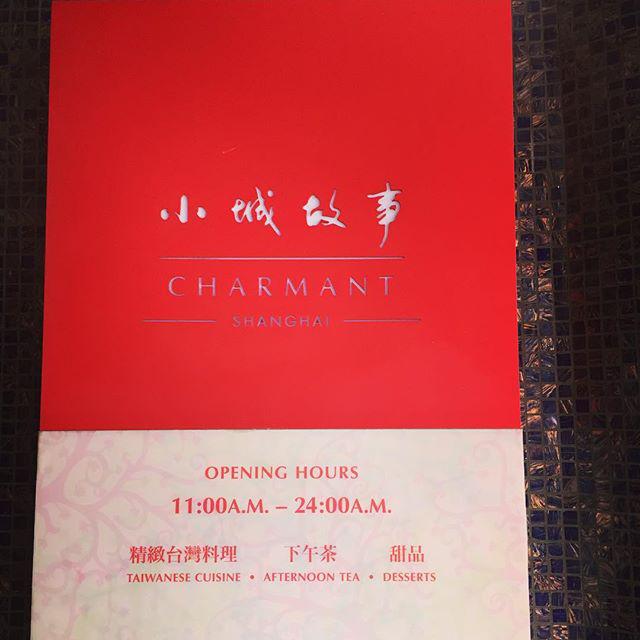 小城故事
CHARMANT
SHANGHAI
OPENING HOURS
11:00A.M. – 24:00A.M.
精緻台灣料理 下午茶 甜品
TAIWANESE CUISINE • AFTERNOON TEA • DESSERTS